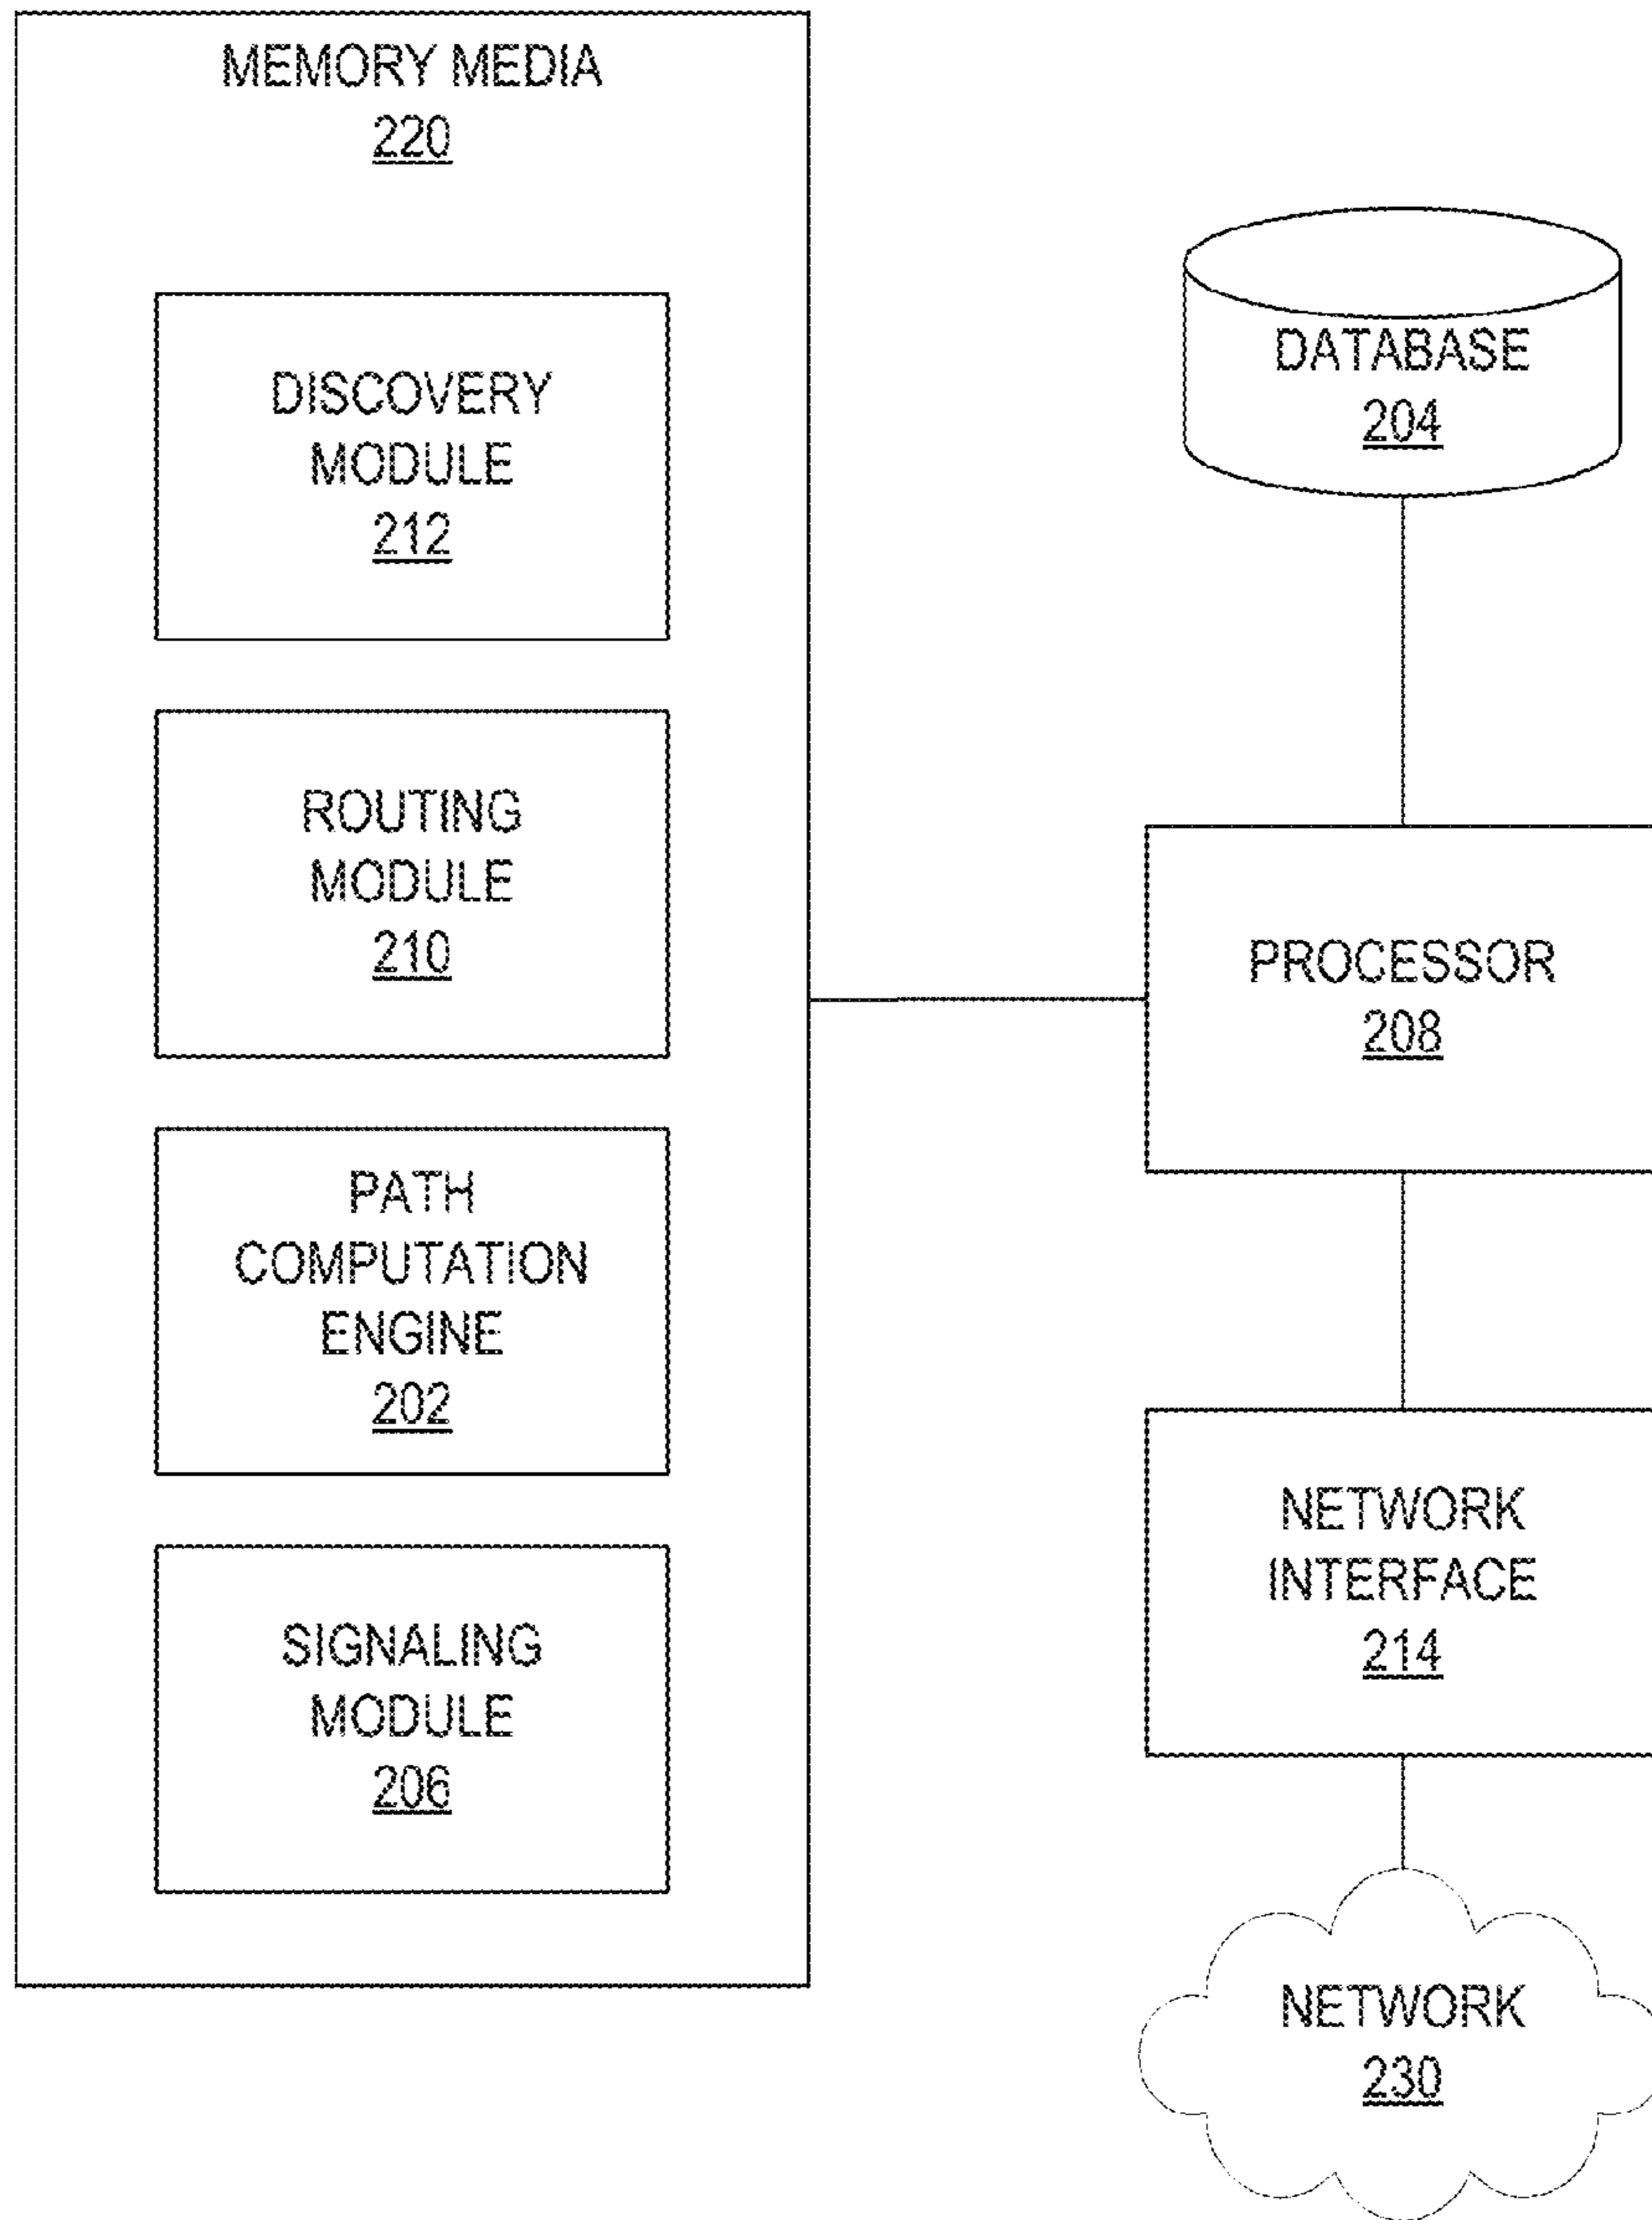 MEMORY MEDIA
220
DISCOVERY
MODULE
212
ROUTING
MODULE
210
PATH
COMPUTATION
ENGINE
202
SIGNALING
MODULE
206
DATABASE
204
PROCESSOR
208
NETWORK
INTERFACE
214
NETWORK
230